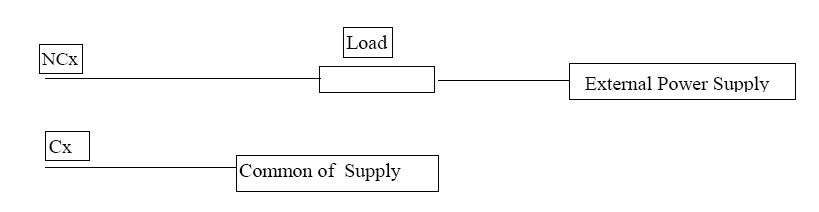 Load
NCx
External Power Supply
Cx
Common of Supply